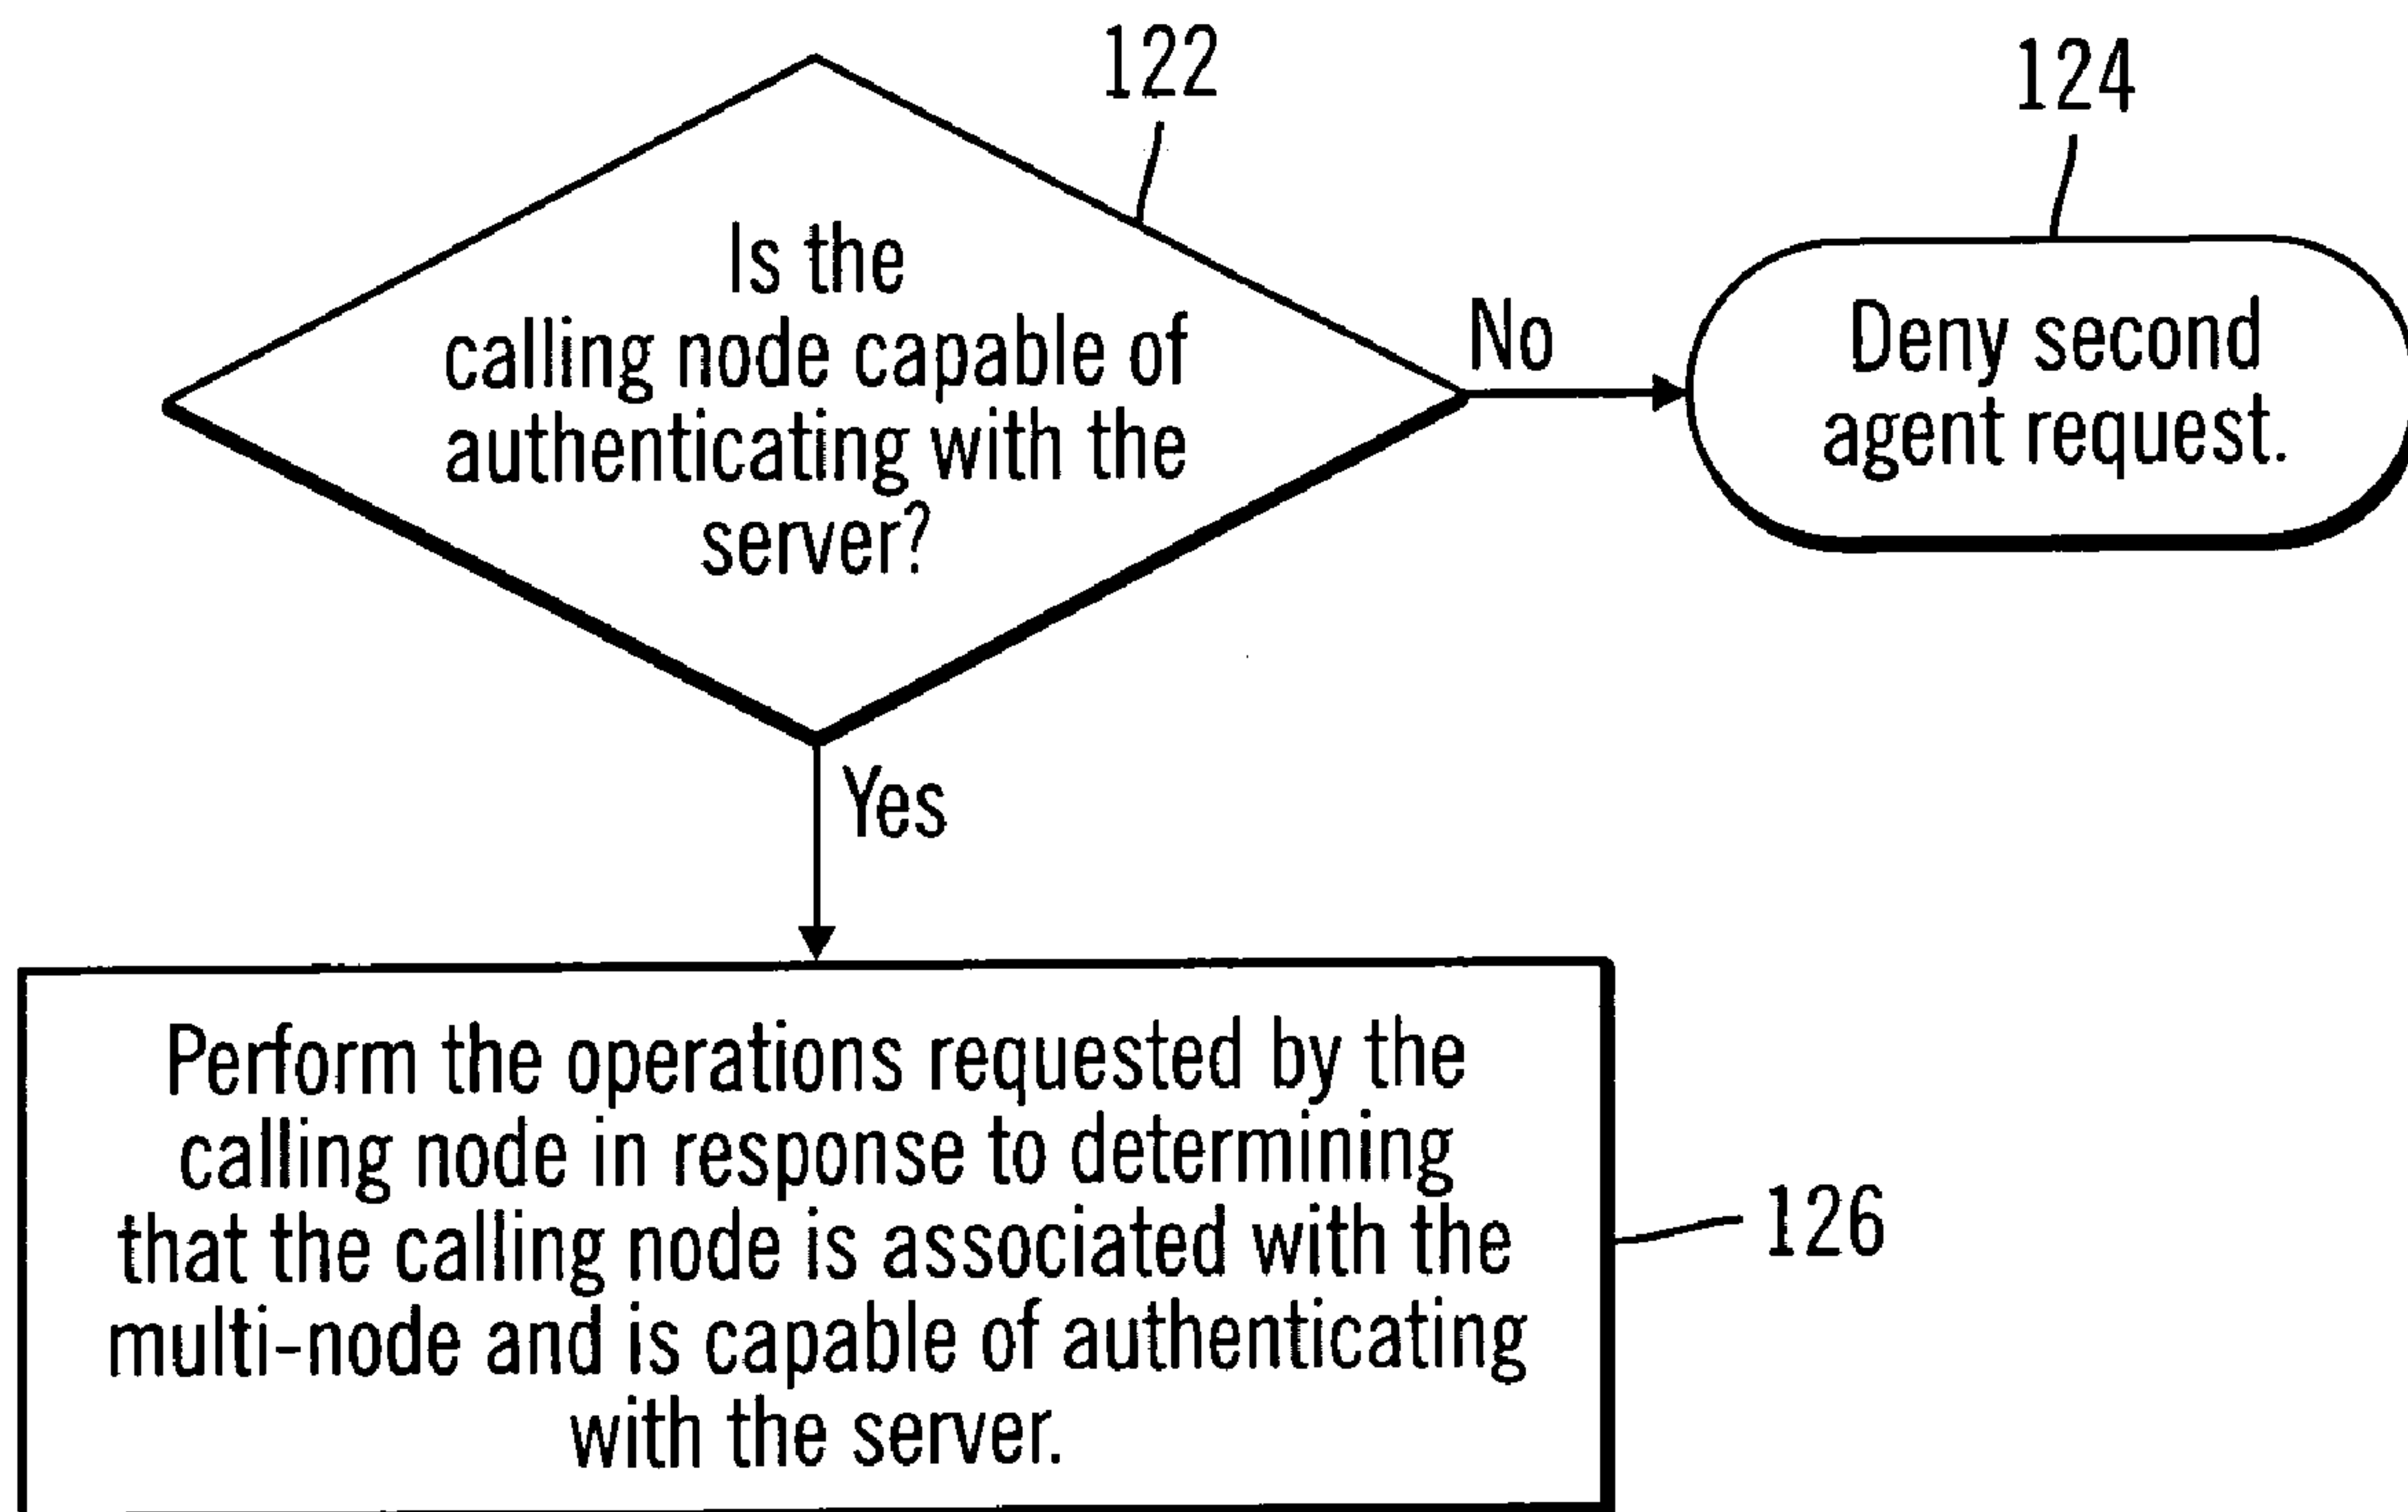 122
124
Is the
calling node capable of
authenticating with the
server?
No
Deny second
agent request.
Yes
Perform the operations requested by the
calling node in response to determining
that the calling node is associated with the
multi-node and is capable of authenticating
with the server.
126